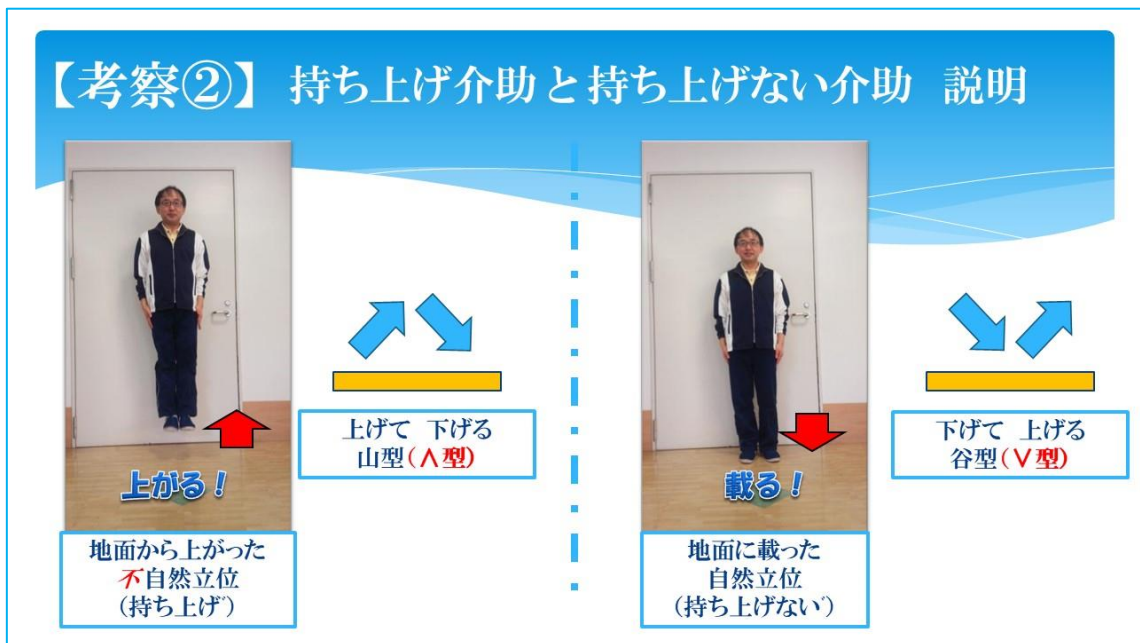 【考察②】 持ち上げ介助と持ち上げない介助 説明
上がる！
地面から上がった
不自然立位
（持ち上げ゛）
上げて 下げる
山型（∧型）
載る！
地面に載った
自然立位
（持ち上げない゛）
下げて 上げる
谷型（∨型）